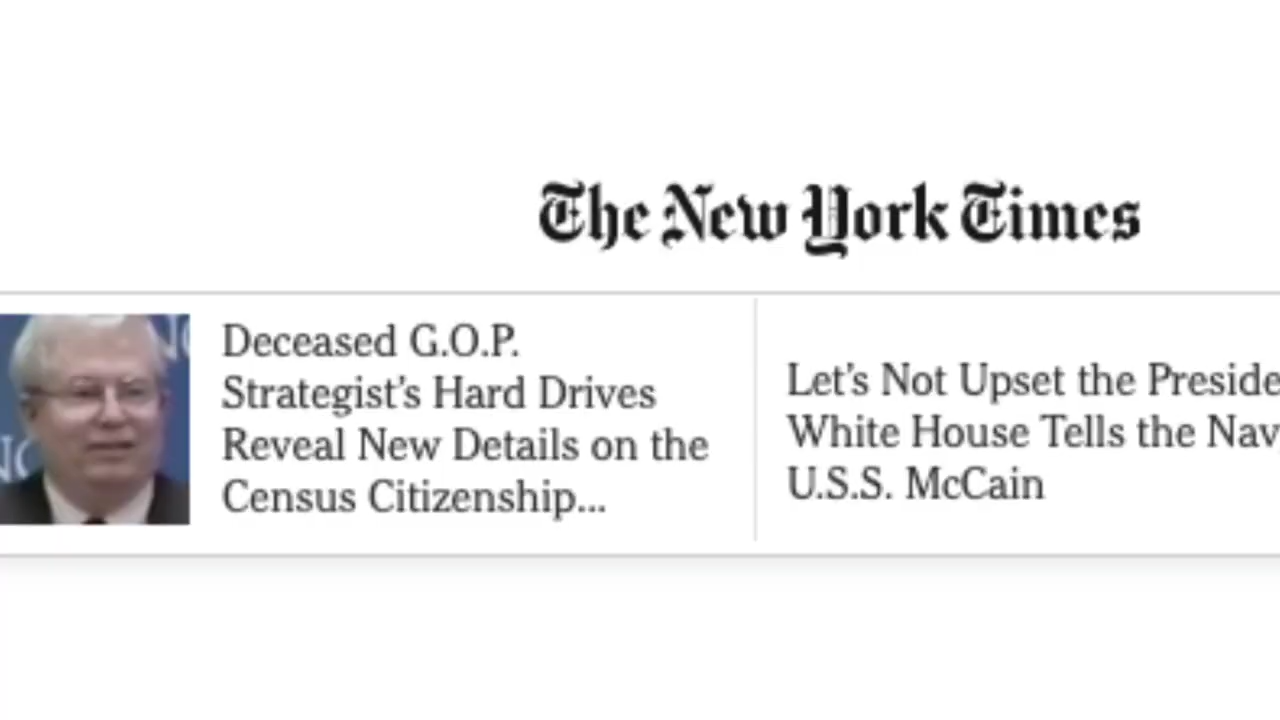 The New York Times
Deceased G.O.P.
Strategist's Hard Drives
Reveal New Details on the
Census Citizenship...
Let's Not Upset the
White House Tells the
U.S.S. McCain